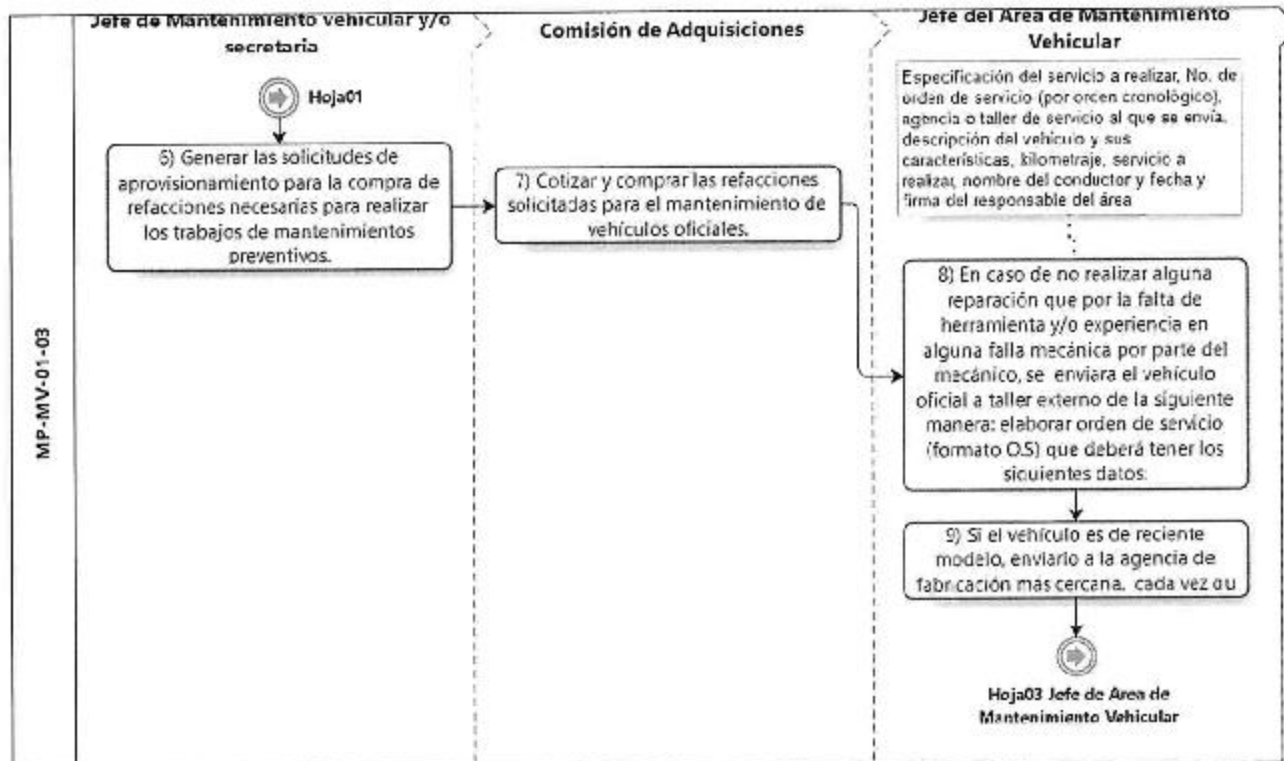 MP-MV-01-03
Jefe de Mantenimiento vehicular y/o
secretaria
Hoja01
6) Generar las solicitudes de
aprovisionamiento para la compra de
refacciones necesarias para realizar
los trabajos de mantenimientos
preventivos.
Comisión de Adquisiciones
7) Cotizar y comprar las refacciones
solicitadas para el mantenimiento de
vehículos oficiales.
Jefe del Area de Mantenimiento
Vehicular
Especificación del servicio a realizar, No. de
orden de servicio (por orcen cronológico),
agencia o taller de servicio al que se envía,
descripción del vehículo y sus
características, kilometraje, servicio a
realizar, nombre del conductor y fecha y
firma del responsable del área
8) En caso de no realizar alguna
reparación que por la falta de
herramienta y/o experiencia en
alguna falla mecánica por parte del
mecánico, se enviara el vehículo
oficial a taller externo de la siguiente
manera: elaborar orden de servicio
(formato O.S) que deberá tener los
siguientes datos:
9) Si el vehículo es de reciente
modelo, enviarlo a la agencia de
fabricación mas cercana, cada vez qu
Hoja03 Jefe de Area de
Mantenimiento Vehicular